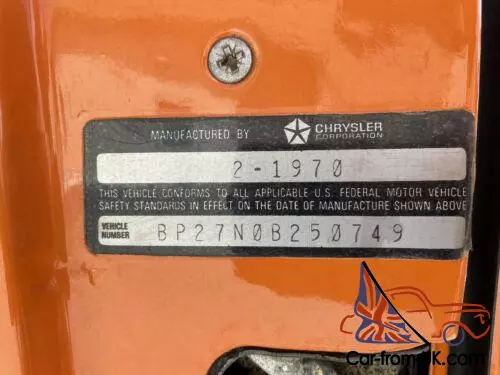 MANUFACTURED BY CHRYSLER CORPORATION
2-1970
THIS VEHICLE CONFORMS TO ALL APPLICABLE U.S. FEDERAL MOTOR VEHICLE
SAFETY STANDARDS IN EFFECT ON THE DATE OF MANUFACTURE SHOWN ABOVE
VEHICLE NUMBER BP27N0B250749
Car-from-UK.com